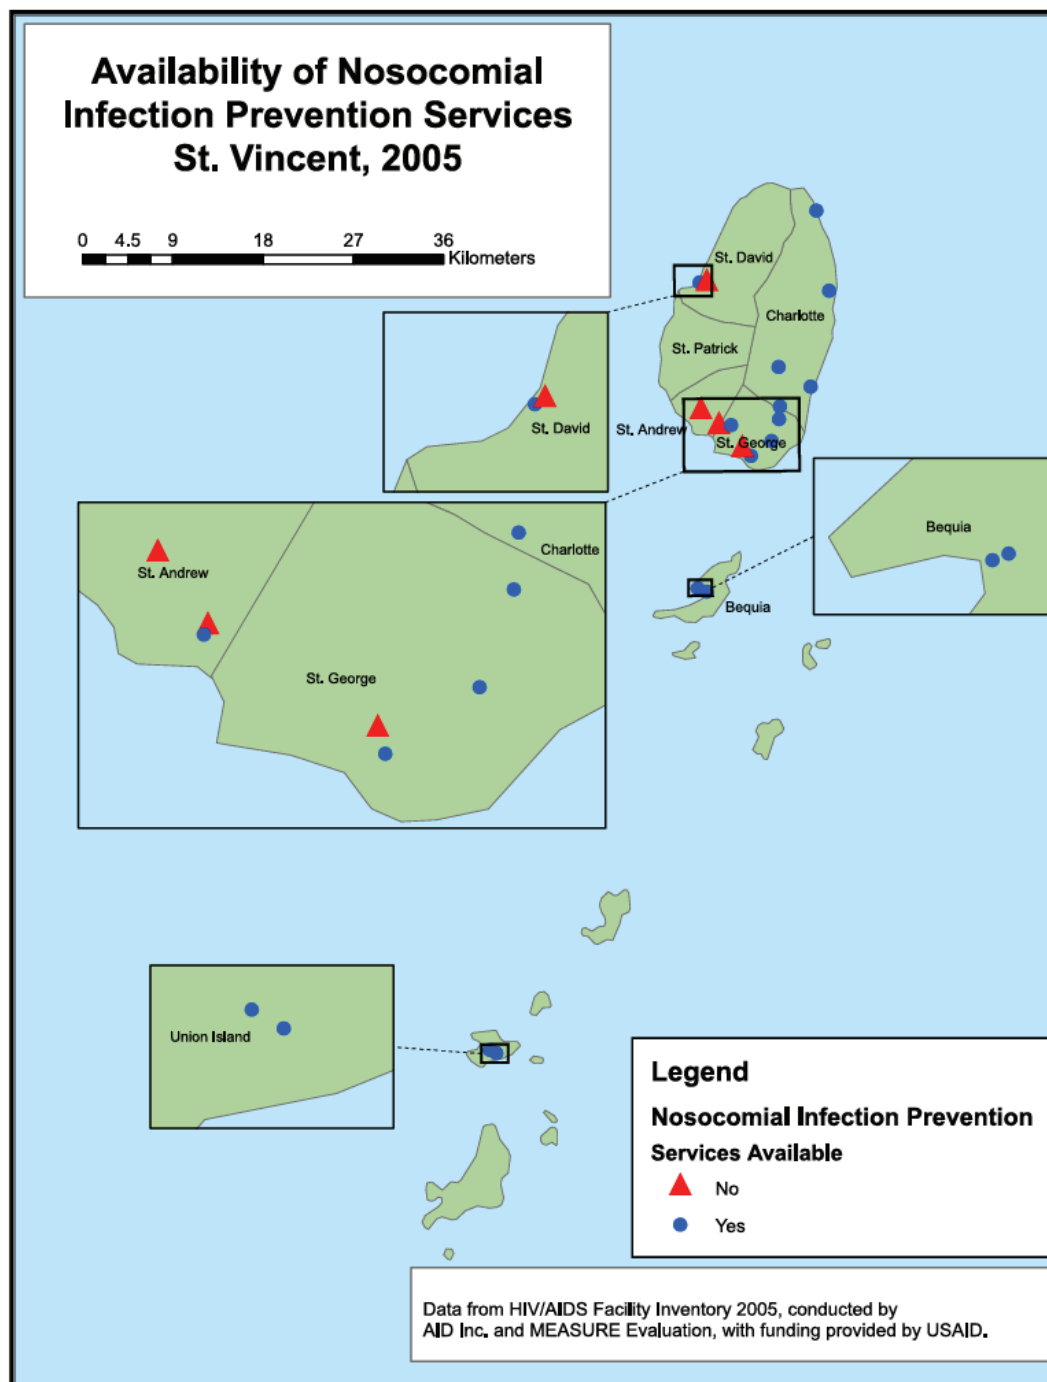 Availability of Nosocomial
Infection Prevention Services
St. Vincent, 2005
0 4.5 9 18 27 36
Kilometers
St. David
Charlotte
St. Patrick
St. Andrew
St. George
St. David
Bequia
Charlotte
St. Andrew
St. George
Bequia
Union Island
Legend
Nosocomial Infection Prevention
Services Available
No
Yes
Data from HIV/AIDS Facility Inventory 2005, conducted by
AID Inc. and MEASURE Evaluation, with funding provided by USAID.